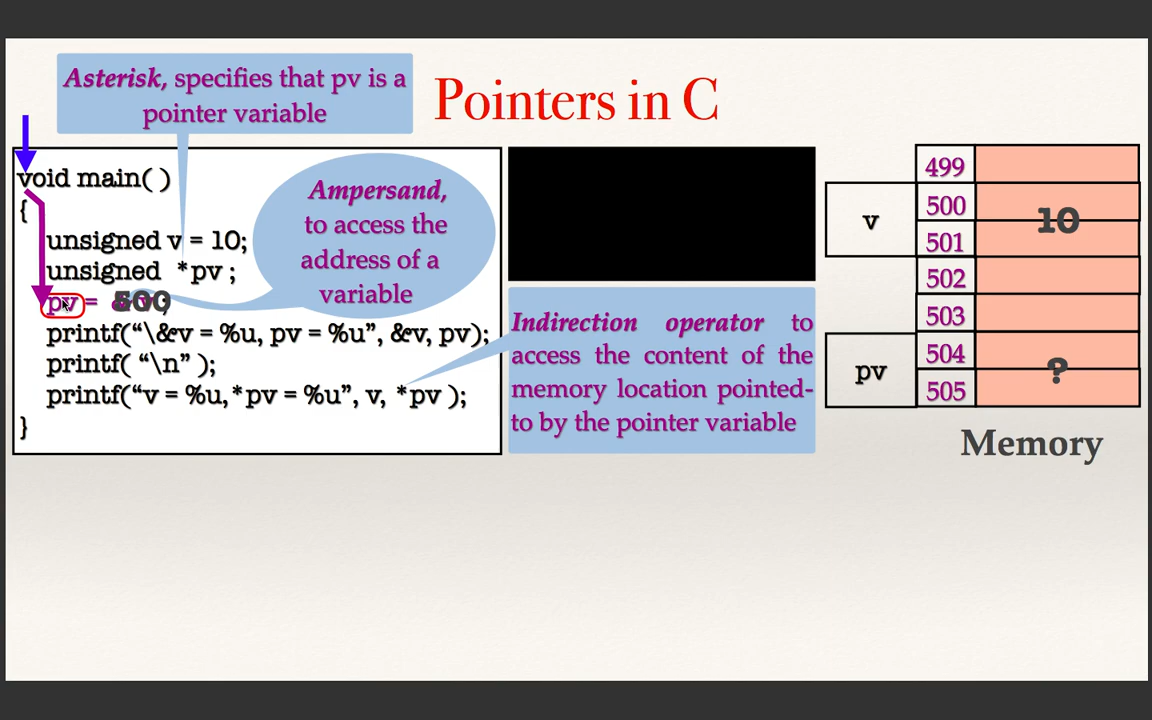 Asterisk, specifies that pv is a
pointer variable
Pointers in C
void main( )
{
unsigned v = 10;
unsigned *pv ;
pv = 500 ;
printf("\&v = %u, pv = %u", &v, pv);
printf( "\n" );
printf("v = %u,*pv = %u", v, *pv );
}
Ampersand,
to access the
address of a
variable
Indirection operator to
access the content of the
memory location pointed-
to by the pointer variable
499
v 500 10
501
502
503
pv 504 ?
505
Memory